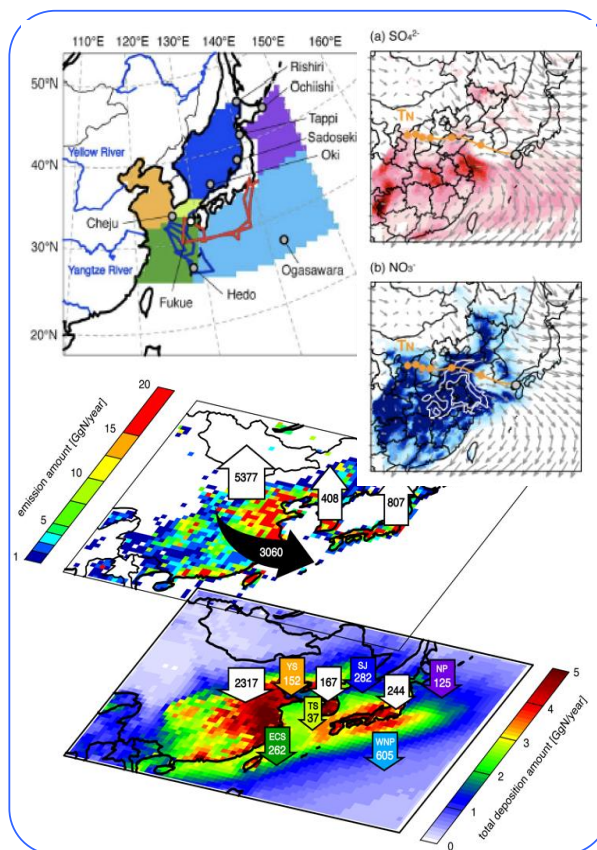 110°E 120°E 130°E 140°E 150°E 160°E
50°N
40°N
30°N
20°N
Rishiri
Ochiishi
Tappi
Sadoseki
Oki
Yellow River
Cheju
Yangtze River
Fukue
Hedo
Ogasawara
(a) SO₄²⁻
TN
(b) NO₃⁻
TN
emission amount [GgN/year]
20
15
10
5
1
5377
408
807
3060
2317
YS
152
167
SJ
282
NP
125
TS
37
244
ECS
262
WNP
605
total deposition amount [GgN/year]
5
4
3
2
1
0